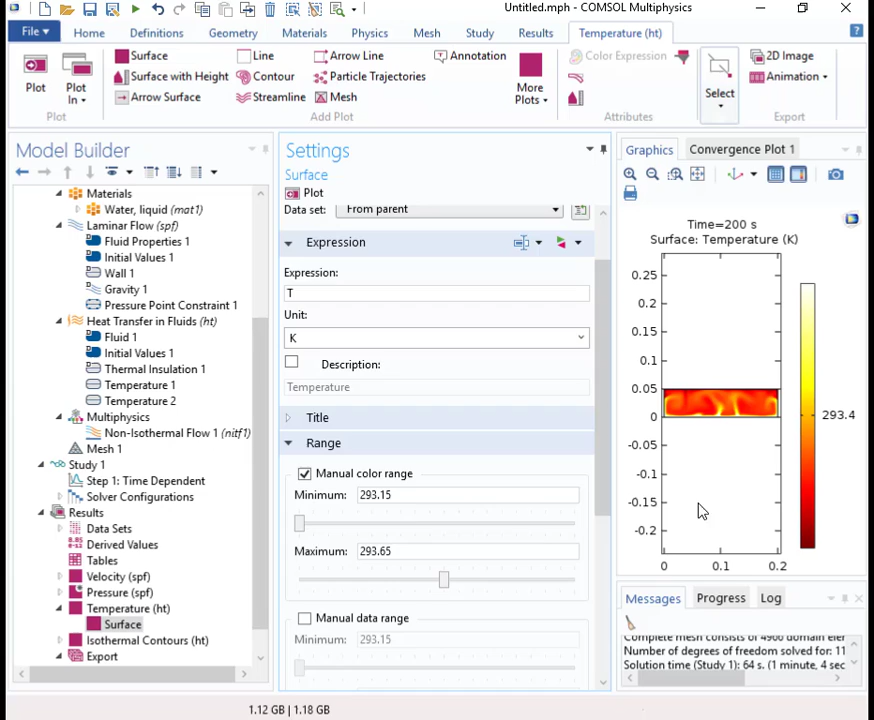 Untitled.mph - COMSOL Multiphysics
File Home Definitions Geometry Materials Physics Mesh Study Results Temperature (ht)
Surface Line Arrow Line Annotation Color Expression 2D Image
Plot Plot In Surface with Height Contour Particle Trajectories More Plots Select Animation
Arrow Surface Streamline Mesh
Plot Add Plot Attributes Export
Model Builder
Materials
Water, liquid (mat1)
Laminar Flow (spf)
Fluid Properties 1
Initial Values 1
Wall 1
Gravity 1
Pressure Point Constraint 1
Heat Transfer in Fluids (ht)
Fluid 1
Initial Values 1
Thermal Insulation 1
Temperature 1
Temperature 2
Multiphysics
Non-Isothermal Flow 1 (nitf1)
Mesh 1
Study 1
Step 1: Time Dependent
Solver Configurations
Results
Data Sets
8.85
e-12
Derived Values
Tables
Velocity (spf)
Pressure (spf)
Temperature (ht)
Surface
Isothermal Contours (ht)
Export
Settings
Surface
Plot
Data set: From parent
Expression
Expression:
T
Unit:
K
Description:
Temperature
Title
Range
Manual color range
Minimum: 293.15
Maximum: 293.65
Manual data range
Minimum: 293.15
Graphics Convergence Plot 1
Time=200 s
Surface: Temperature (K)
0.25
0.2
0.15
0.1
0.05
0
-0.05
-0.1
-0.15
-0.2
0 0.1 0.2
293.4
Messages Progress Log
Complete mesh consists of 4900 domain eler
Number of degrees of freedom solved for: 11
Solution time (Study 1): 64 s. (1 minute, 4 sec
1.12 GB | 1.18 GB